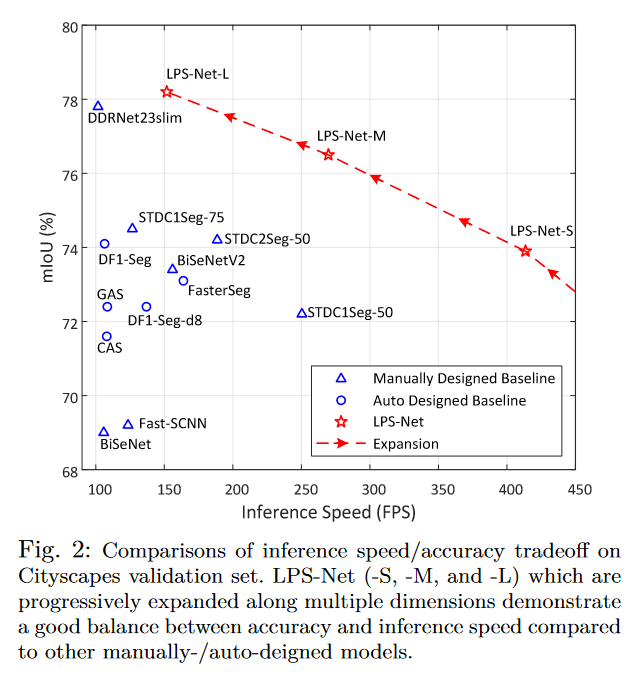 80
78
76
74
72
70
68
mIoU (%)
LPS-Net-L
DDRNet23slim
LPS-Net-M
STDC1Seg-75
STDC2Seg-50
LPS-Net-S
DF1-Seg
BiSeNetV2
FasterSeg
GAS
DF1-Seg-d8
STDC1Seg-50
CAS
Fast-SCNN
BiSeNet
Manually Designed Baseline
Auto Designed Baseline
LPS-Net
Expansion
100 150 200 250 300 350 400 450
Inference Speed (FPS)
Fig. 2: Comparisons of inference speed/accuracy tradeoff on
Cityscapes validation set. LPS-Net (-S, -M, and -L) which are
progressively expanded along multiple dimensions demonstrate
a good balance between accuracy and inference speed compared
to other manually-/auto-deigned models.